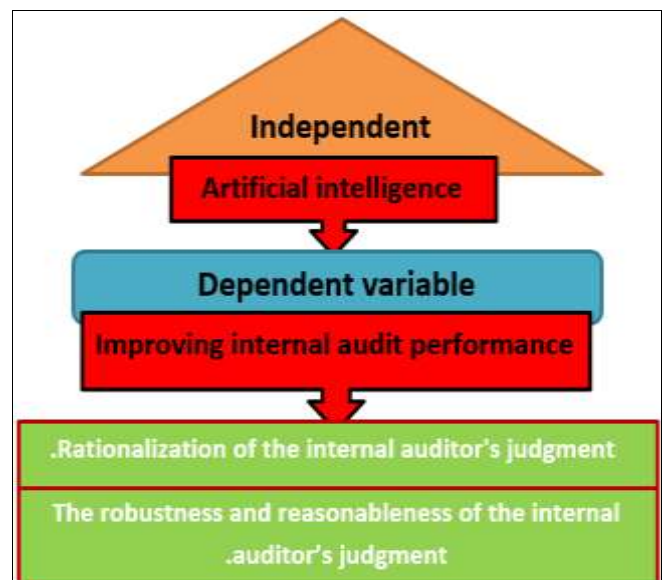 Independent
Artificial intelligence
Dependent variable
Improving internal audit performance
.Rationalization of the internal auditor's judgment
The robustness and reasonableness of the internal
.auditor's judgment